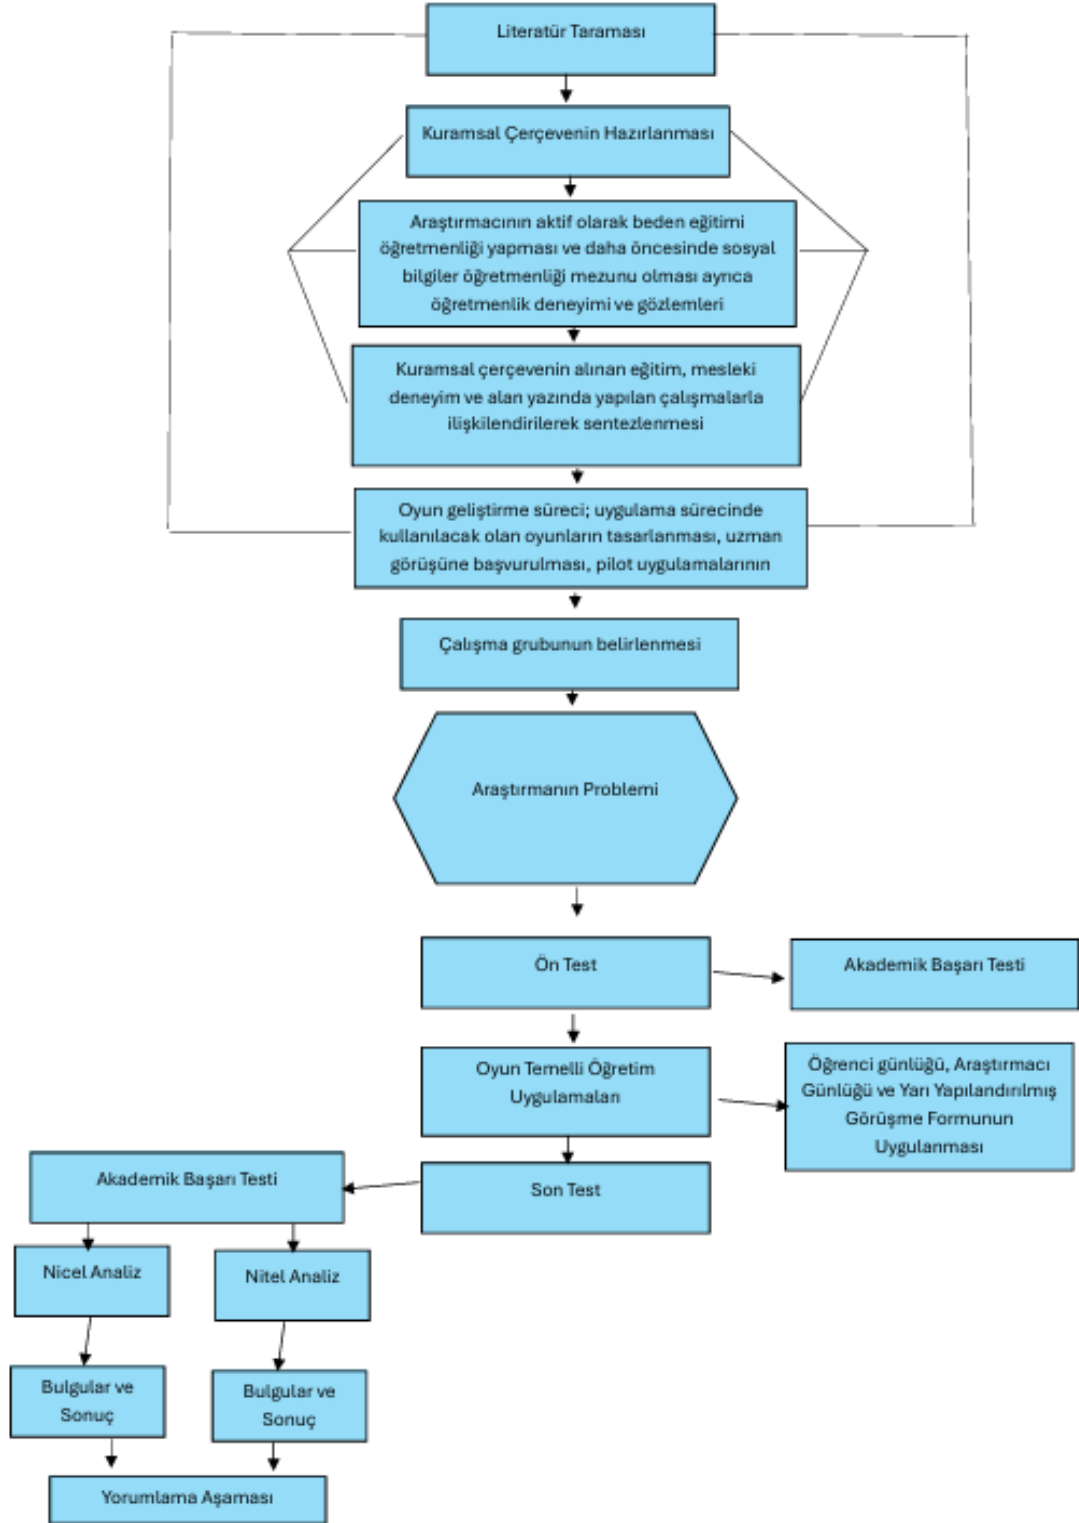 Literatür Taraması
Kuramsal Çerçevenin Hazırlanması
Araştırmacının aktif olarak beden eğitimi
öğretmenliği yapması ve daha öncesinde sosyal
bilgiler öğretmenliği mezunu olması ayrıca
öğretmenlik deneyimi ve gözlemleri
Kuramsal çerçevenin alınan eğitim, mesleki
deneyim ve alan yazında yapılan çalışmalarla
ilişkilendirilerek sentezlenmesi
Oyun geliştirme süreci; uygulama sürecinde
kullanılacak olan oyunların tasarlanması, uzman
görüşüne başvurulması, pilot uygulamalarının
Çalışma grubunun belirlenmesi
Araştırmanın Problemi
Ön Test
Akademik Başarı Testi
Oyun Temelli Öğretim
Uygulamaları
Öğrenci günlüğü, Araştırmacı
Günlüğü ve Yarı Yapılandırılmış
Görüşme Formunun
Uygulanması
Son Test
Akademik Başarı Testi
Nicel Analiz
Nitel Analiz
Bulgular ve
Sonuç
Bulgular ve
Sonuç
Yorumlama Aşaması